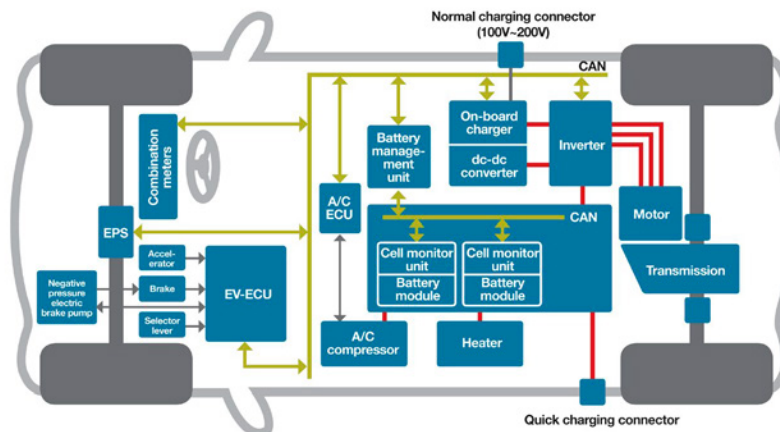 Normal charging connector
(100V~200V)
CAN
Combination
meters
On-board
charger
dc-dc
converter
Inverter
Battery
manage-
ment
unit
A/C
ECU
CAN
Motor
EPS
Cell monitor
unit
Battery
module
Cell monitor
unit
Battery
module
Transmission
Accel-
erator
Negative
pressure
electric
brake pump
Brake
EV-ECU
Selector
lever
A/C
compressor
Heater
Quick charging connector